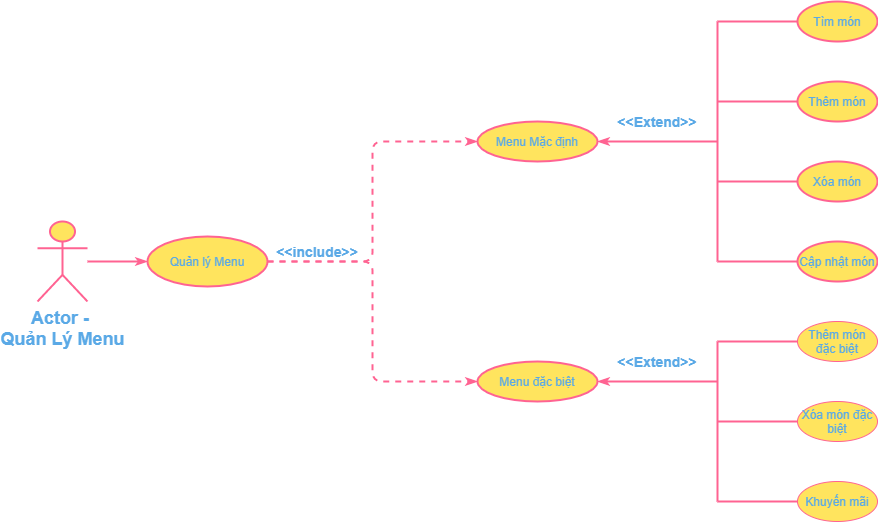 Tìm món
Thêm món
<<Extend>>
Menu Mặc định
Xóa món
Quản lý Menu
<<include>>
Cập nhật món
Actor -
Quản Lý Menu
Thêm món
đặc biệt
<<Extend>>
Menu đặc biệt
Xóa món đặc
biệt
Khuyến mãi